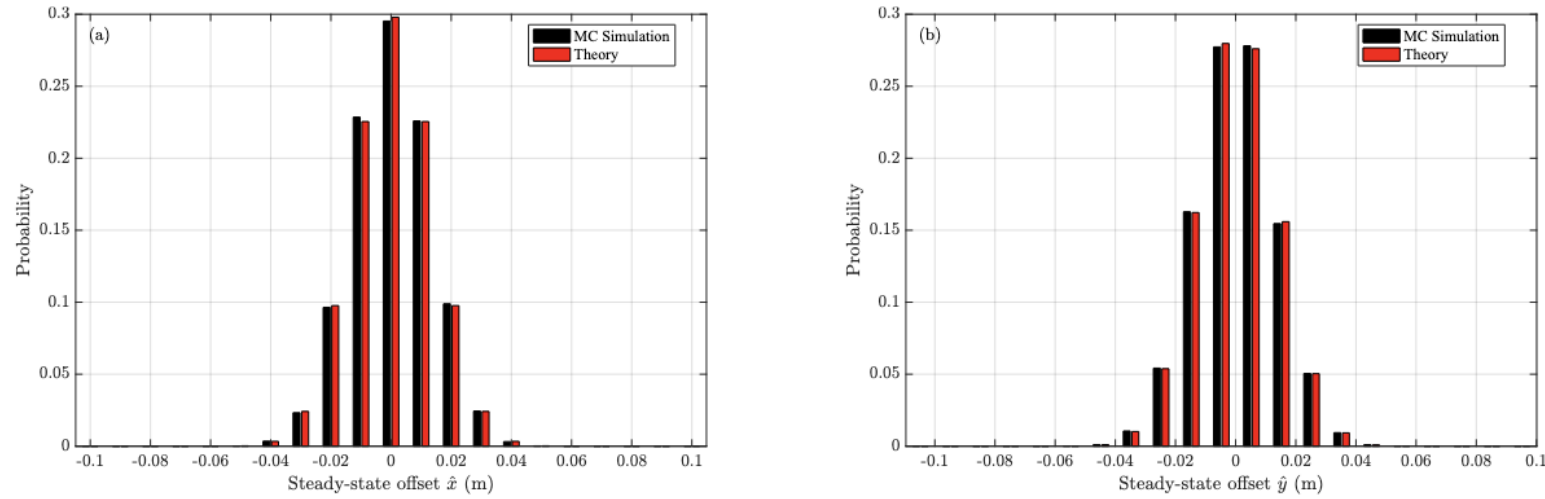 (a)
MC Simulation
Theory
0.3
0.25
0.2
0.15
0.1
0.05
0
Probability
-0.1 -0.08 -0.06 -0.04 -0.02 0 0.02 0.04 0.06 0.08 0.1
Steady-state offset x̂ (m)
(b)
MC Simulation
Theory
0.3
0.25
0.2
0.15
0.1
0.05
0
Probability
-0.1 -0.08 -0.06 -0.04 -0.02 0 0.02 0.04 0.06 0.08 0.1
Steady-state offset ŷ (m)